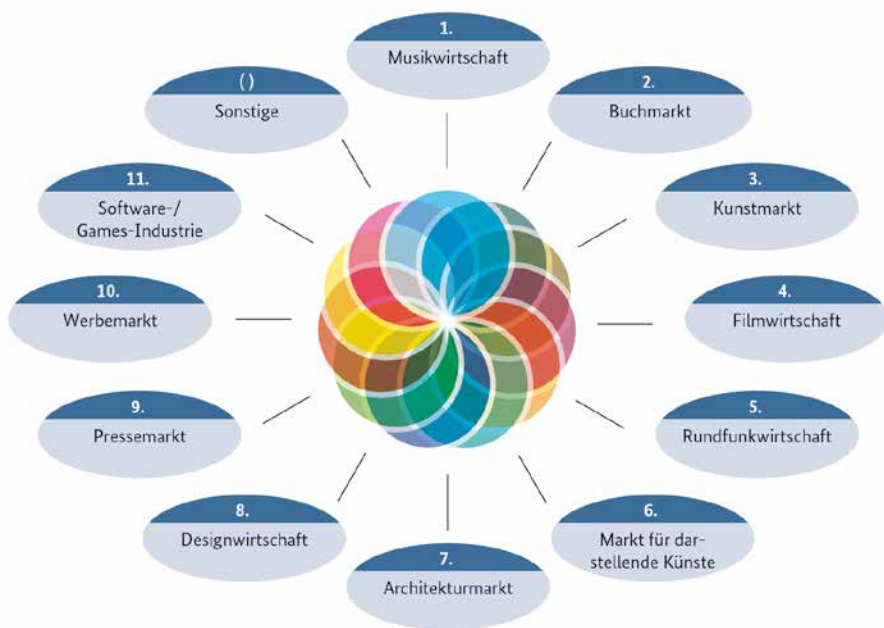 1.
Musikwirtschaft
2.
Buchmarkt
3.
Kunstmarkt
4.
Filmwirtschaft
5.
Rundfunkwirtschaft
6.
Markt für dar-
stellende Künste
7.
Architekturmarkt
8.
Designwirtschaft
9.
Pressemarkt
10.
Werbemarkt
11.
Software-/
Games-Industrie
( )
Sonstige